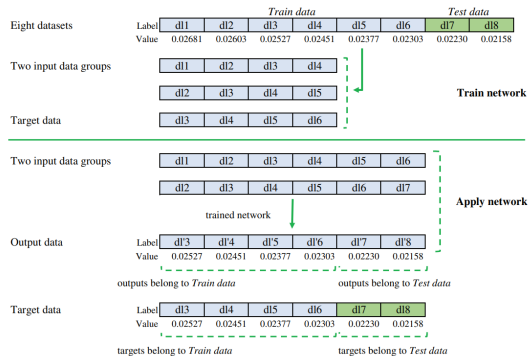 Train data Test data
Eight datasets Label dl1 dl2 dl3 dl4 dl5 dl6 dl7 dl8
Value 0.02681 0.02603 0.02527 0.02451 0.02377 0.02303 0.02230 0.02158
Two input data groups dl1 dl2 dl3 dl4
dl2 dl3 dl4 dl5
Train network
Target data dl3 dl4 dl5 dl6
Two input data groups dl1 dl2 dl3 dl4 dl5 dl6
dl2 dl3 dl4 dl5 dl6 dl7
Apply network
trained network
Output data Label dl'3 dl'4 dl'5 dl'6 dl'7 dl'8
Value 0.02527 0.02451 0.02377 0.02303 0.02230 0.02158
outputs belong to Train data outputs belong to Test data
Target data Label dl3 dl4 dl5 dl6 dl7 dl8
Value 0.02527 0.02451 0.02377 0.02303 0.02230 0.02158
targets belong to Train data targets belong to Test data